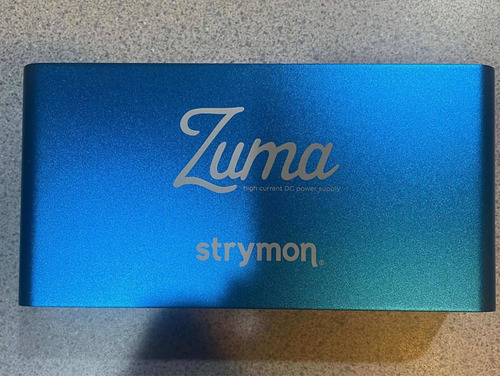 Zuma
high current DC power supply
strymon®